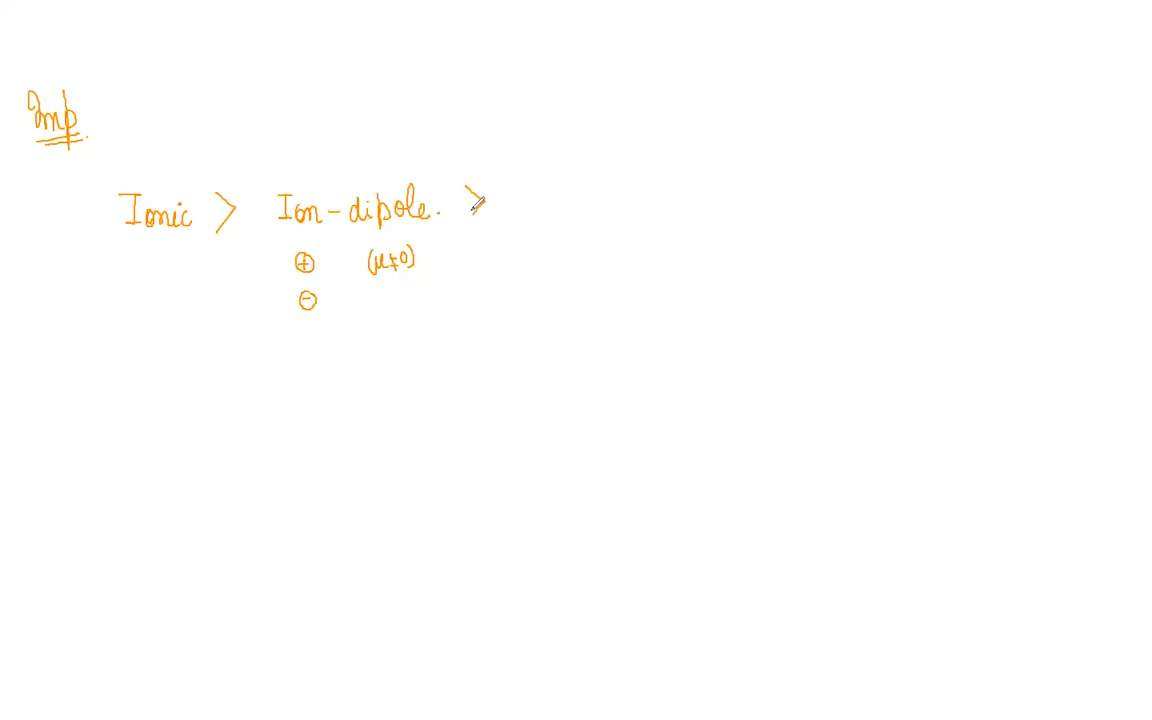 Imp.
Ionic > Ion-dipole. >
⊕ (μ≠0)
⊖